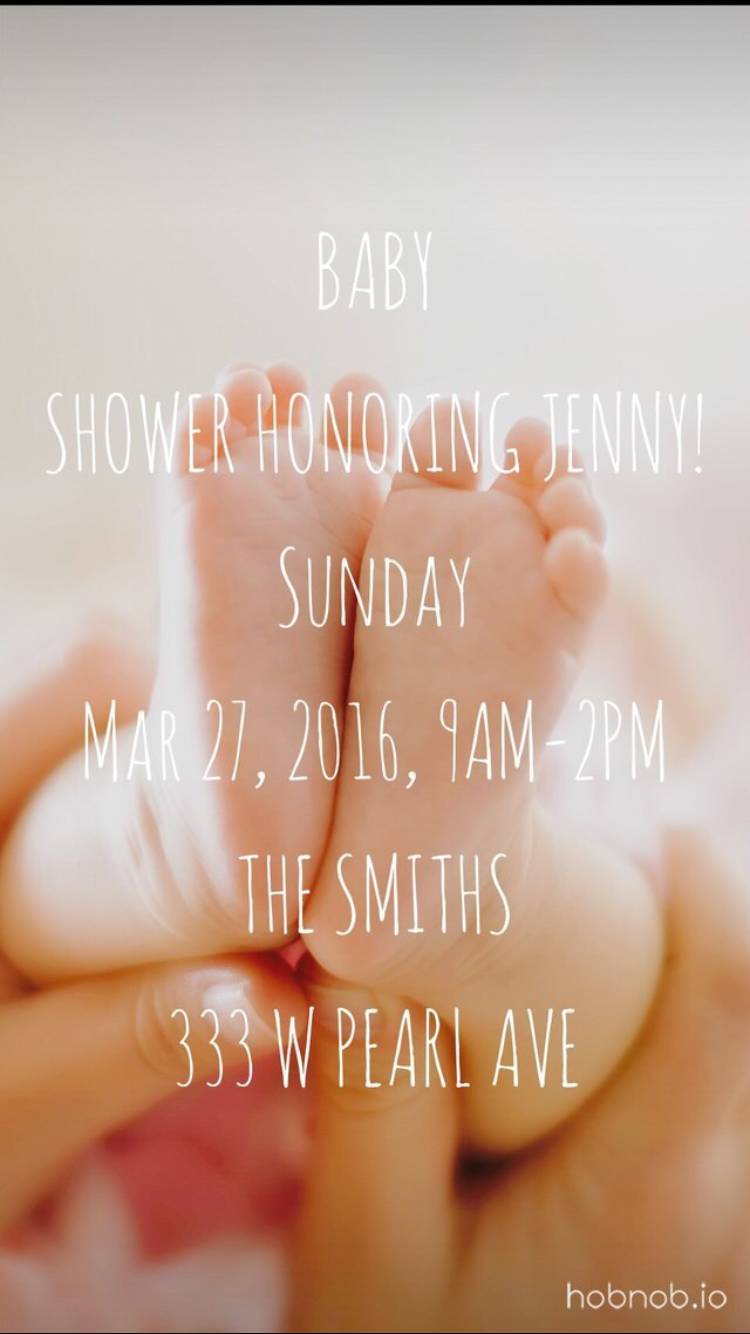 BABY
SHOWER HONORING JENNY!
SUNDAY
MAR 27, 2016, 9AM-2PM
THE SMITHS
333 W PEARL AVE
hobnob.io